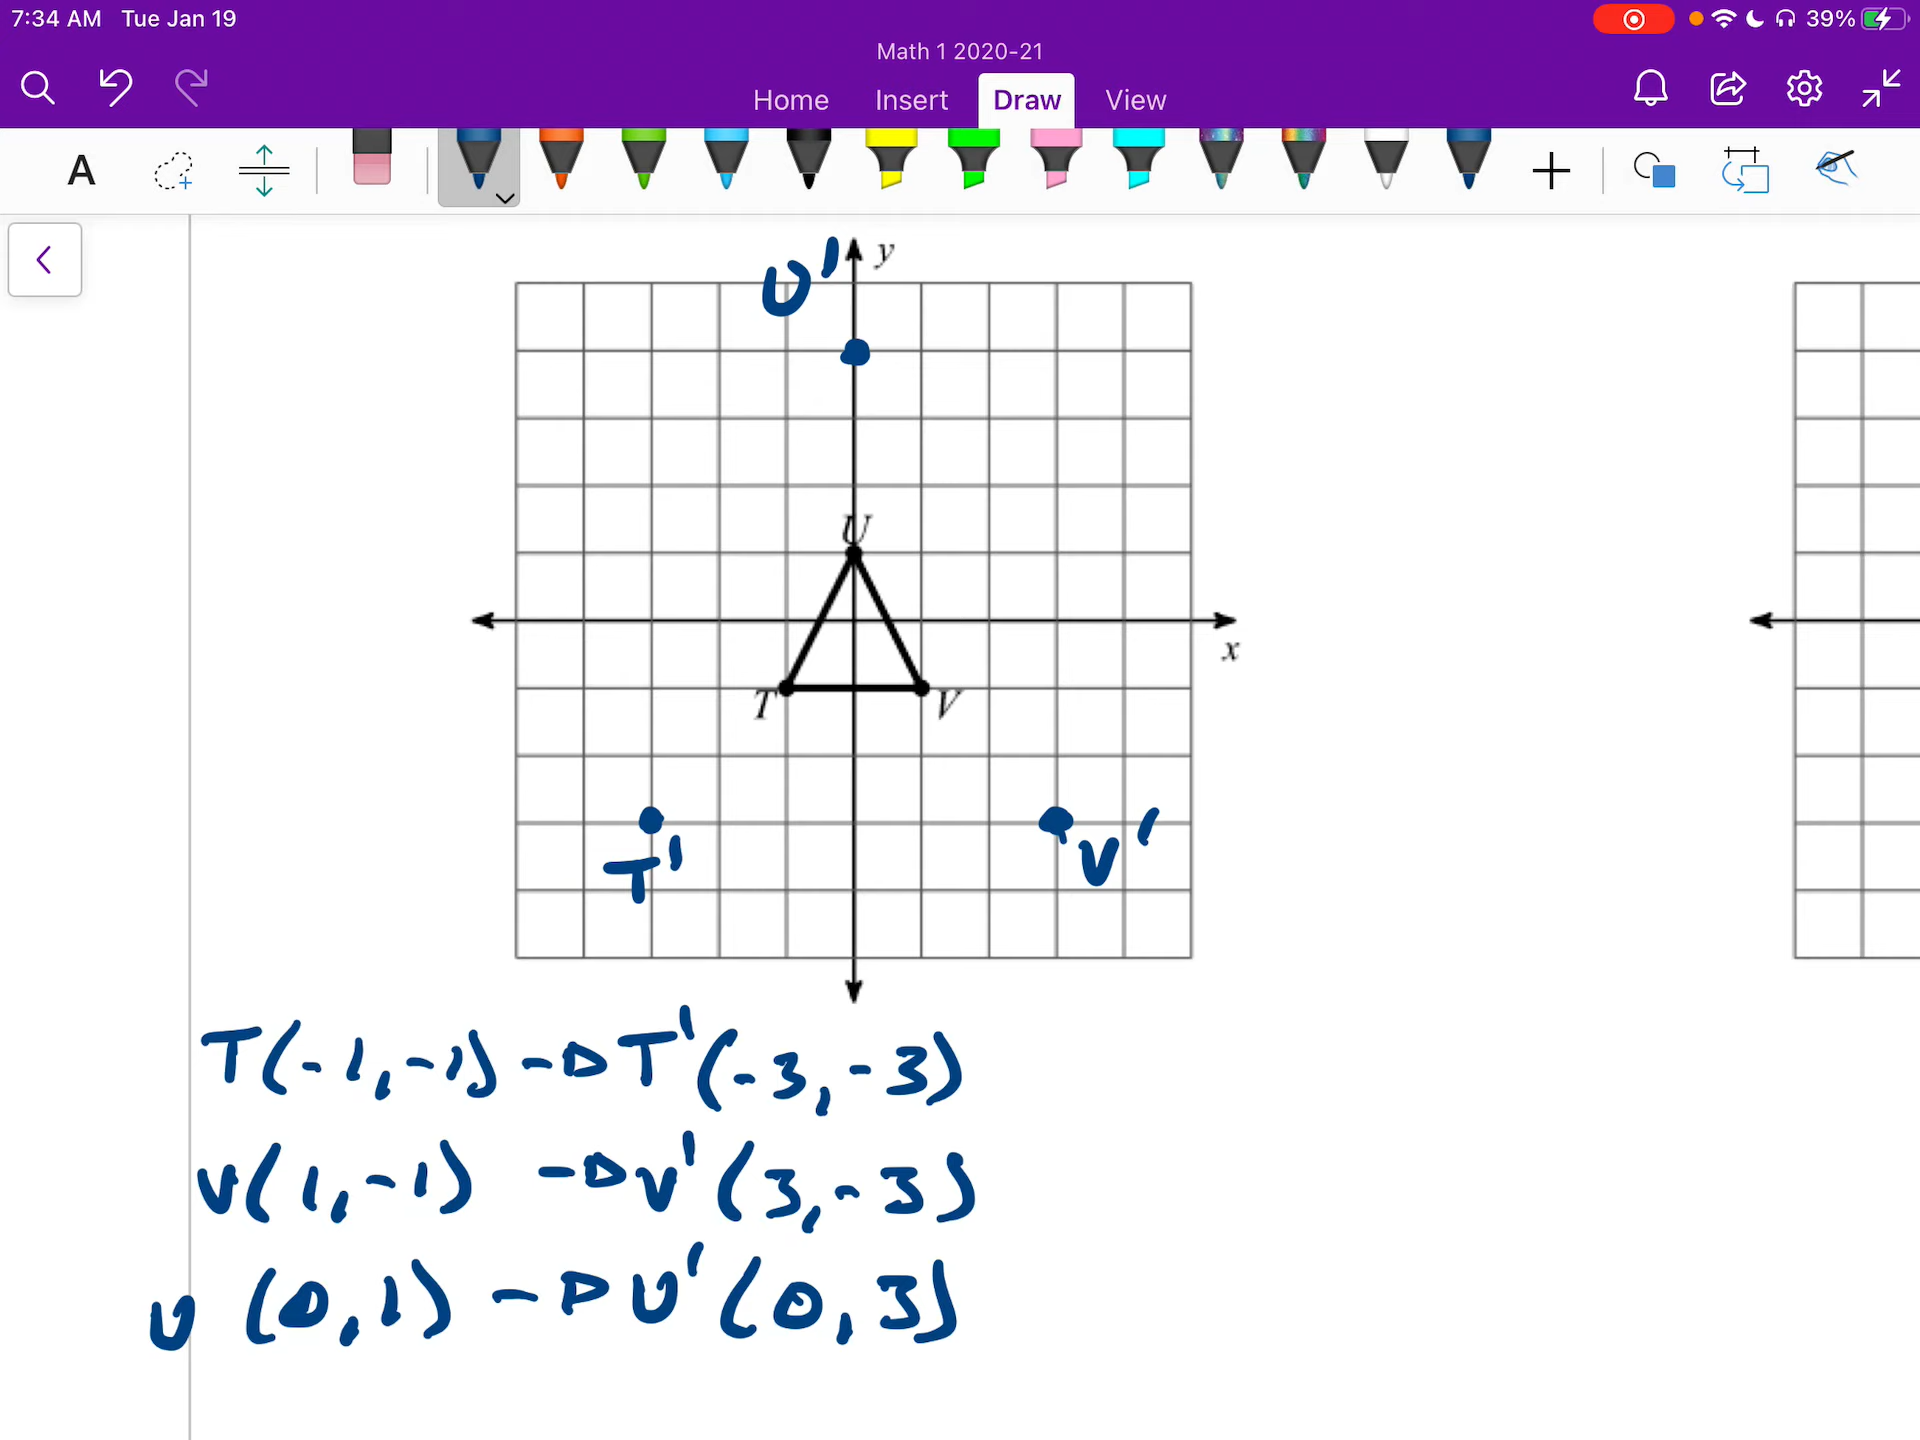 7:34 AM Tue Jan 19
39%
Math 1 2020-21
Home Insert Draw View
A
U' y
U
x
T V
T' V'
T(-1,-1) → T'(-3,-3)
V(1,-1) → V'(3,-3)
U (0,1) → U'(0,3)